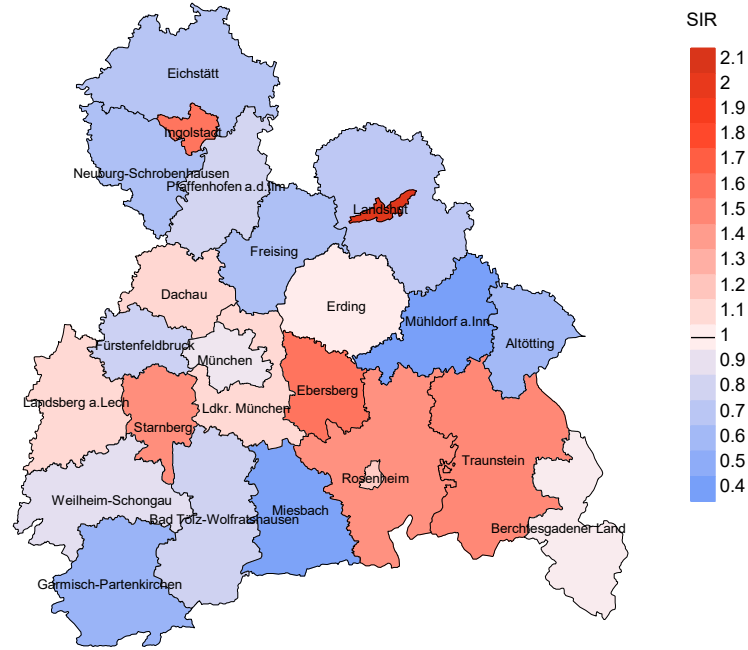 SIR
2.1
2
1.9
1.8
1.7
1.6
1.5
1.4
1.3
1.2
1.1
1
0.9
0.8
0.7
0.6
0.5
0.4
Eichstätt
Ingolstadt
Neuburg-Schrobenhausen
Pfaffenhofen a.d.Ilm
Landshut
Freising
Dachau
Erding
Mühldorf a.Inn
Altötting
Fürstenfeldbruck
München
Ebersberg
Landsberg a.Lech
Ldkr. München
Starnberg
Traunstein
Rosenheim
Weilheim-Schongau
Miesbach
Bad Tölz-Wolfratshausen
Berchtesgadener Land
Garmisch-Partenkirchen